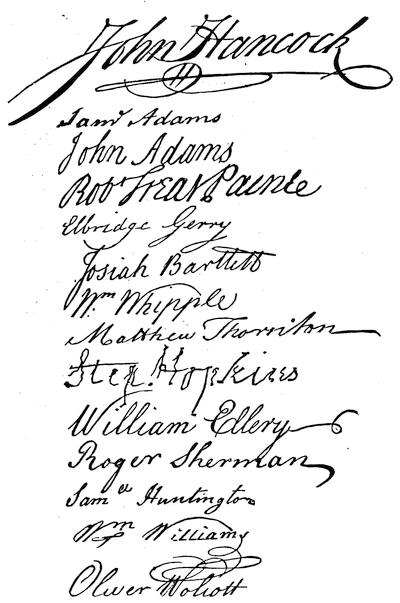 John Hancock
H
Saml Adams
John Adams
Robt Treat Paine
Elbridge Gerry
Josiah Bartlett
Wm Whipple
Matthew Thornton
Step. Hopkins
William Ellery
Roger Sherman
Saml Huntington
Wm Williams
Oliver Wolcott